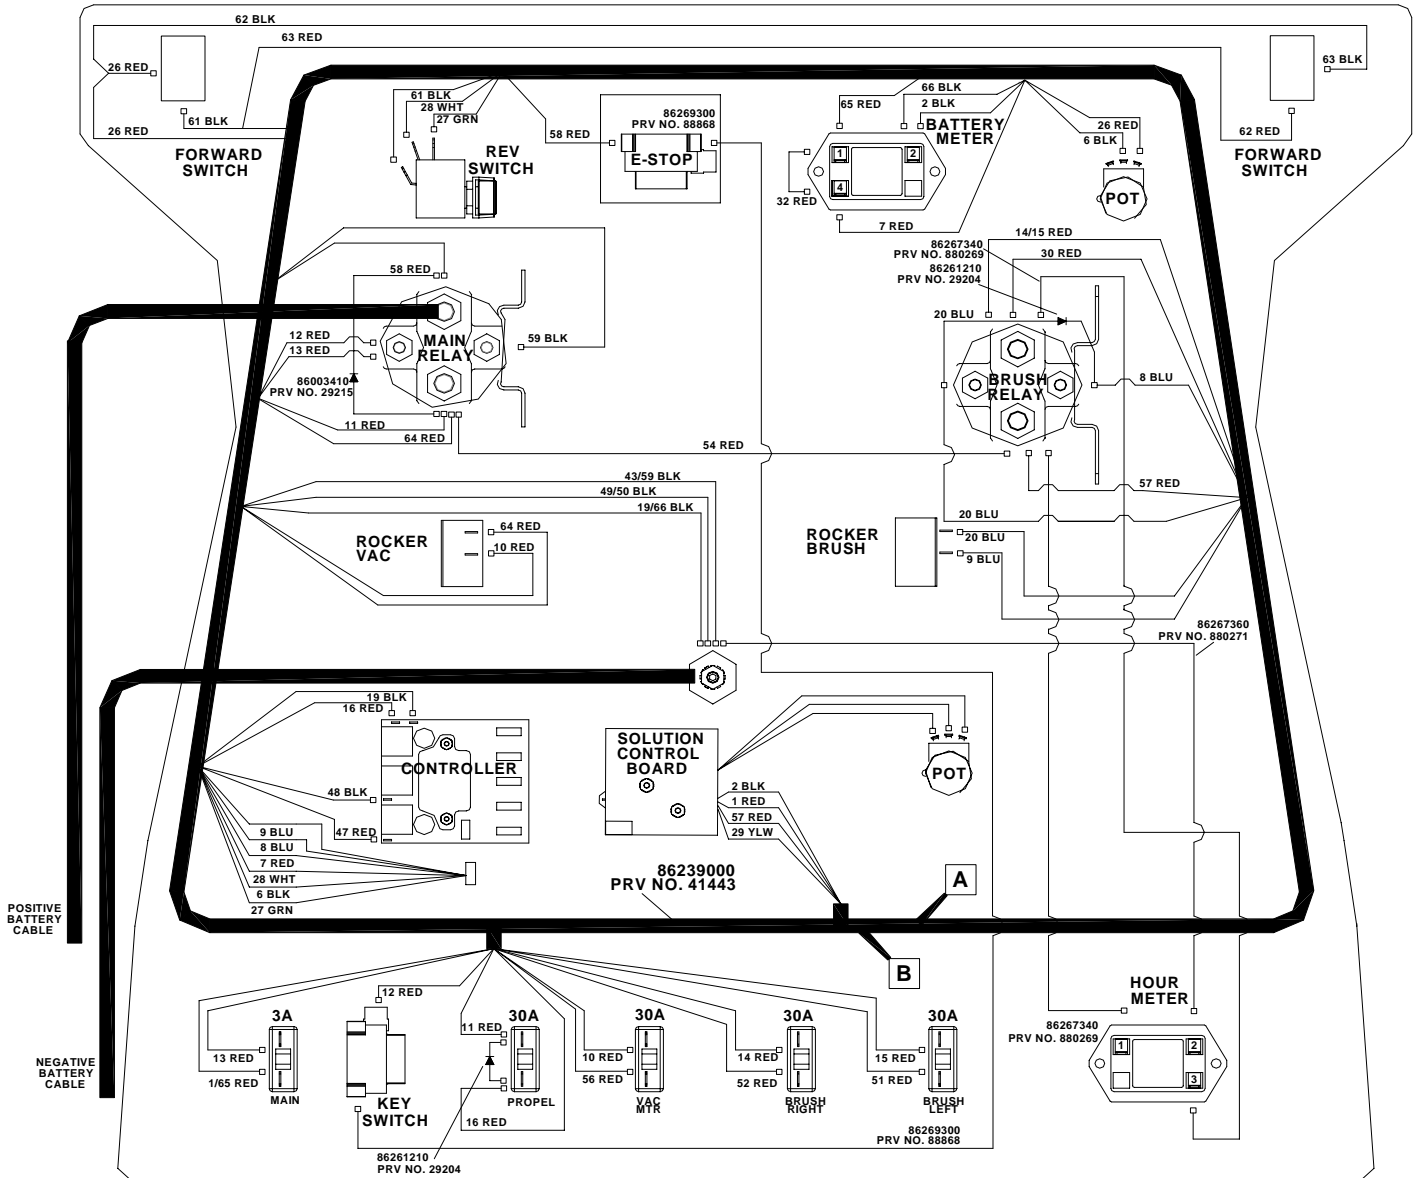 62 BLK
63 RED
26 RED
63 BLK
61 BLK
26 RED
FORWARD
SWITCH
61 BLK
28 WHT
27 GRN
REV
SWITCH
58 RED
86269300
PRV NO. 88868
E-STOP
65 RED
66 BLK
2 BLK
BATTERY
METER
1
2
4
32 RED
7 RED
26 RED
6 BLK
POT
62 RED
FORWARD
SWITCH
14/15 RED
30 RED
86267340
PRV NO. 880269
86261210
PRV NO. 29204
20 BLU
BRUSH
RELAY
8 BLU
58 RED
12 RED
13 RED
MAIN
RELAY
59 BLK
86003410
PRV NO. 29215
11 RED
64 RED
54 RED
57 RED
20 BLU
43/59 BLK
49/50 BLK
19/66 BLK
ROCKER
VAC
64 RED
10 RED
ROCKER
BRUSH
20 BLU
9 BLU
86267360
PRV NO. 880271
19 BLK
16 RED
CONTROLLER
48 BLK
47 RED
9 BLU
8 BLU
7 RED
28 WHT
6 BLK
27 GRN
SOLUTION
CONTROL
BOARD
2 BLK
1 RED
57 RED
29 YLW
POT
86239000
PRV NO. 41443
A
B
POSITIVE
BATTERY
CABLE
NEGATIVE
BATTERY
CABLE
3A
13 RED
1/65 RED
MAIN
12 RED
KEY
SWITCH
30A
11 RED
PROPEL
16 RED
86261210
PRV NO. 29204
30A
10 RED
56 RED
VAC
MTR
30A
14 RED
52 RED
BRUSH
RIGHT
30A
15 RED
51 RED
BRUSH
LEFT
86269300
PRV NO. 88868
HOUR
METER
86267340
PRV NO. 880269
1
2
3